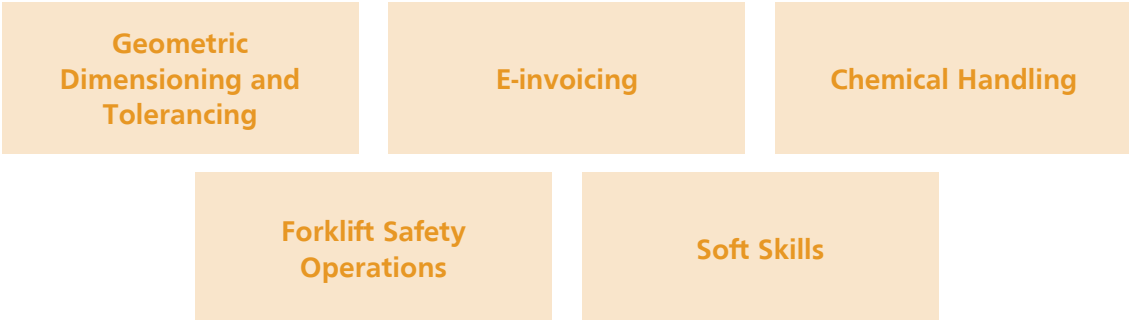 Geometric
Dimensioning and
Tolerancing
E-invoicing
Chemical Handling
Forklift Safety
Operations
Soft Skills